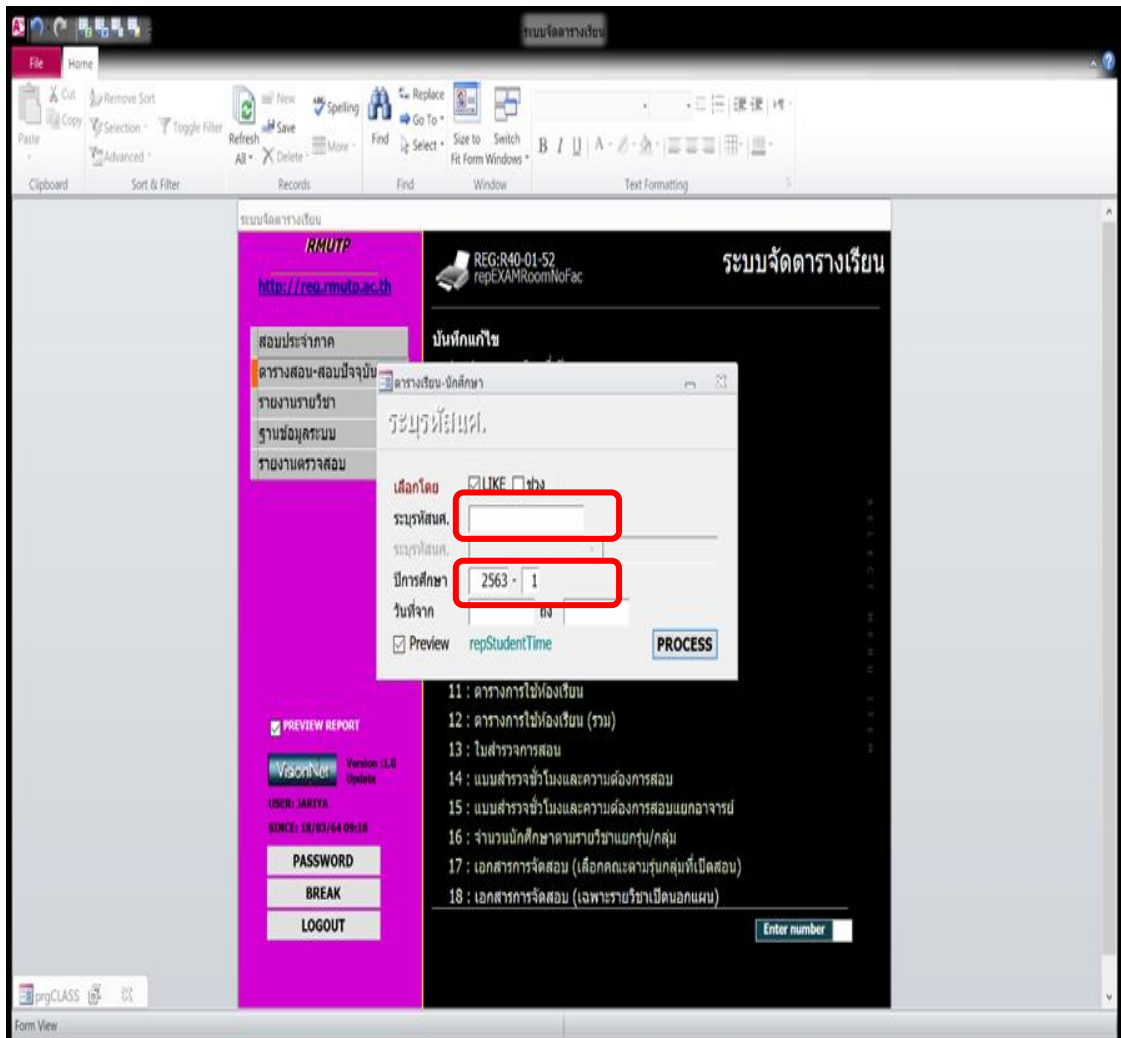 ระบบจัดตารางเรียน
File Home
Cut
Copy
Paste
Clipboard
Remove Sort
Selection
Advanced
Toggle Filter
Sort & Filter
Refresh All
New
Save
Delete
Spelling
More
Records
Find
Replace
Go To
Select
Find
Size to Fit Form
Switch Windows
Window
B I U A
Text Formatting
ระบบจัดตารางเรียน
RMUTP
http://reg.rmutp.ac.th
REG:R40-01-52
repEXAMRoomNoFac
ระบบจัดตารางเรียน
สอบประจำภาค
ตารางสอน-สอบปัจจุบัน
รายงานรายวิชา
ฐานข้อมูลระบบ
รายงานตรวจสอบ
บันทึกแก้ไข
ตารางเรียน-นักศึกษา
ระบุรหัสนศ.
เลือกโดย LIKE ช่วง
ระบุรหัสนศ.
ระบุรหัสนศ.
ปีการศึกษา 2563 - 1
วันที่จาก ถึง
Preview repStudentTime PROCESS
11 : ตารางการใช้ห้องเรียน
12 : ตารางการใช้ห้องเรียน (รวม)
13 : ใบสำรวจการสอน
14 : แบบสำรวจชั่วโมงและความต้องการสอน
15 : แบบสำรวจชั่วโมงและความต้องการสอนแยกอาจารย์
16 : จำนวนนักศึกษาตามรายวิชาแยกรุ่น/กลุ่ม
17 : เอกสารการจัดสอบ (เลือกคณะตามรุ่นกลุ่มที่เปิดสอน)
18 : เอกสารการจัดสอบ (เฉพาะรายวิชาเปิดนอกแผน)
Enter number
PREVIEW REPORT
VisionNet
Version :1.0
Update
USER: JARIYA
SINCE: 18/03/64 09:18
PASSWORD
BREAK
LOGOUT
prgCLASS
Form View